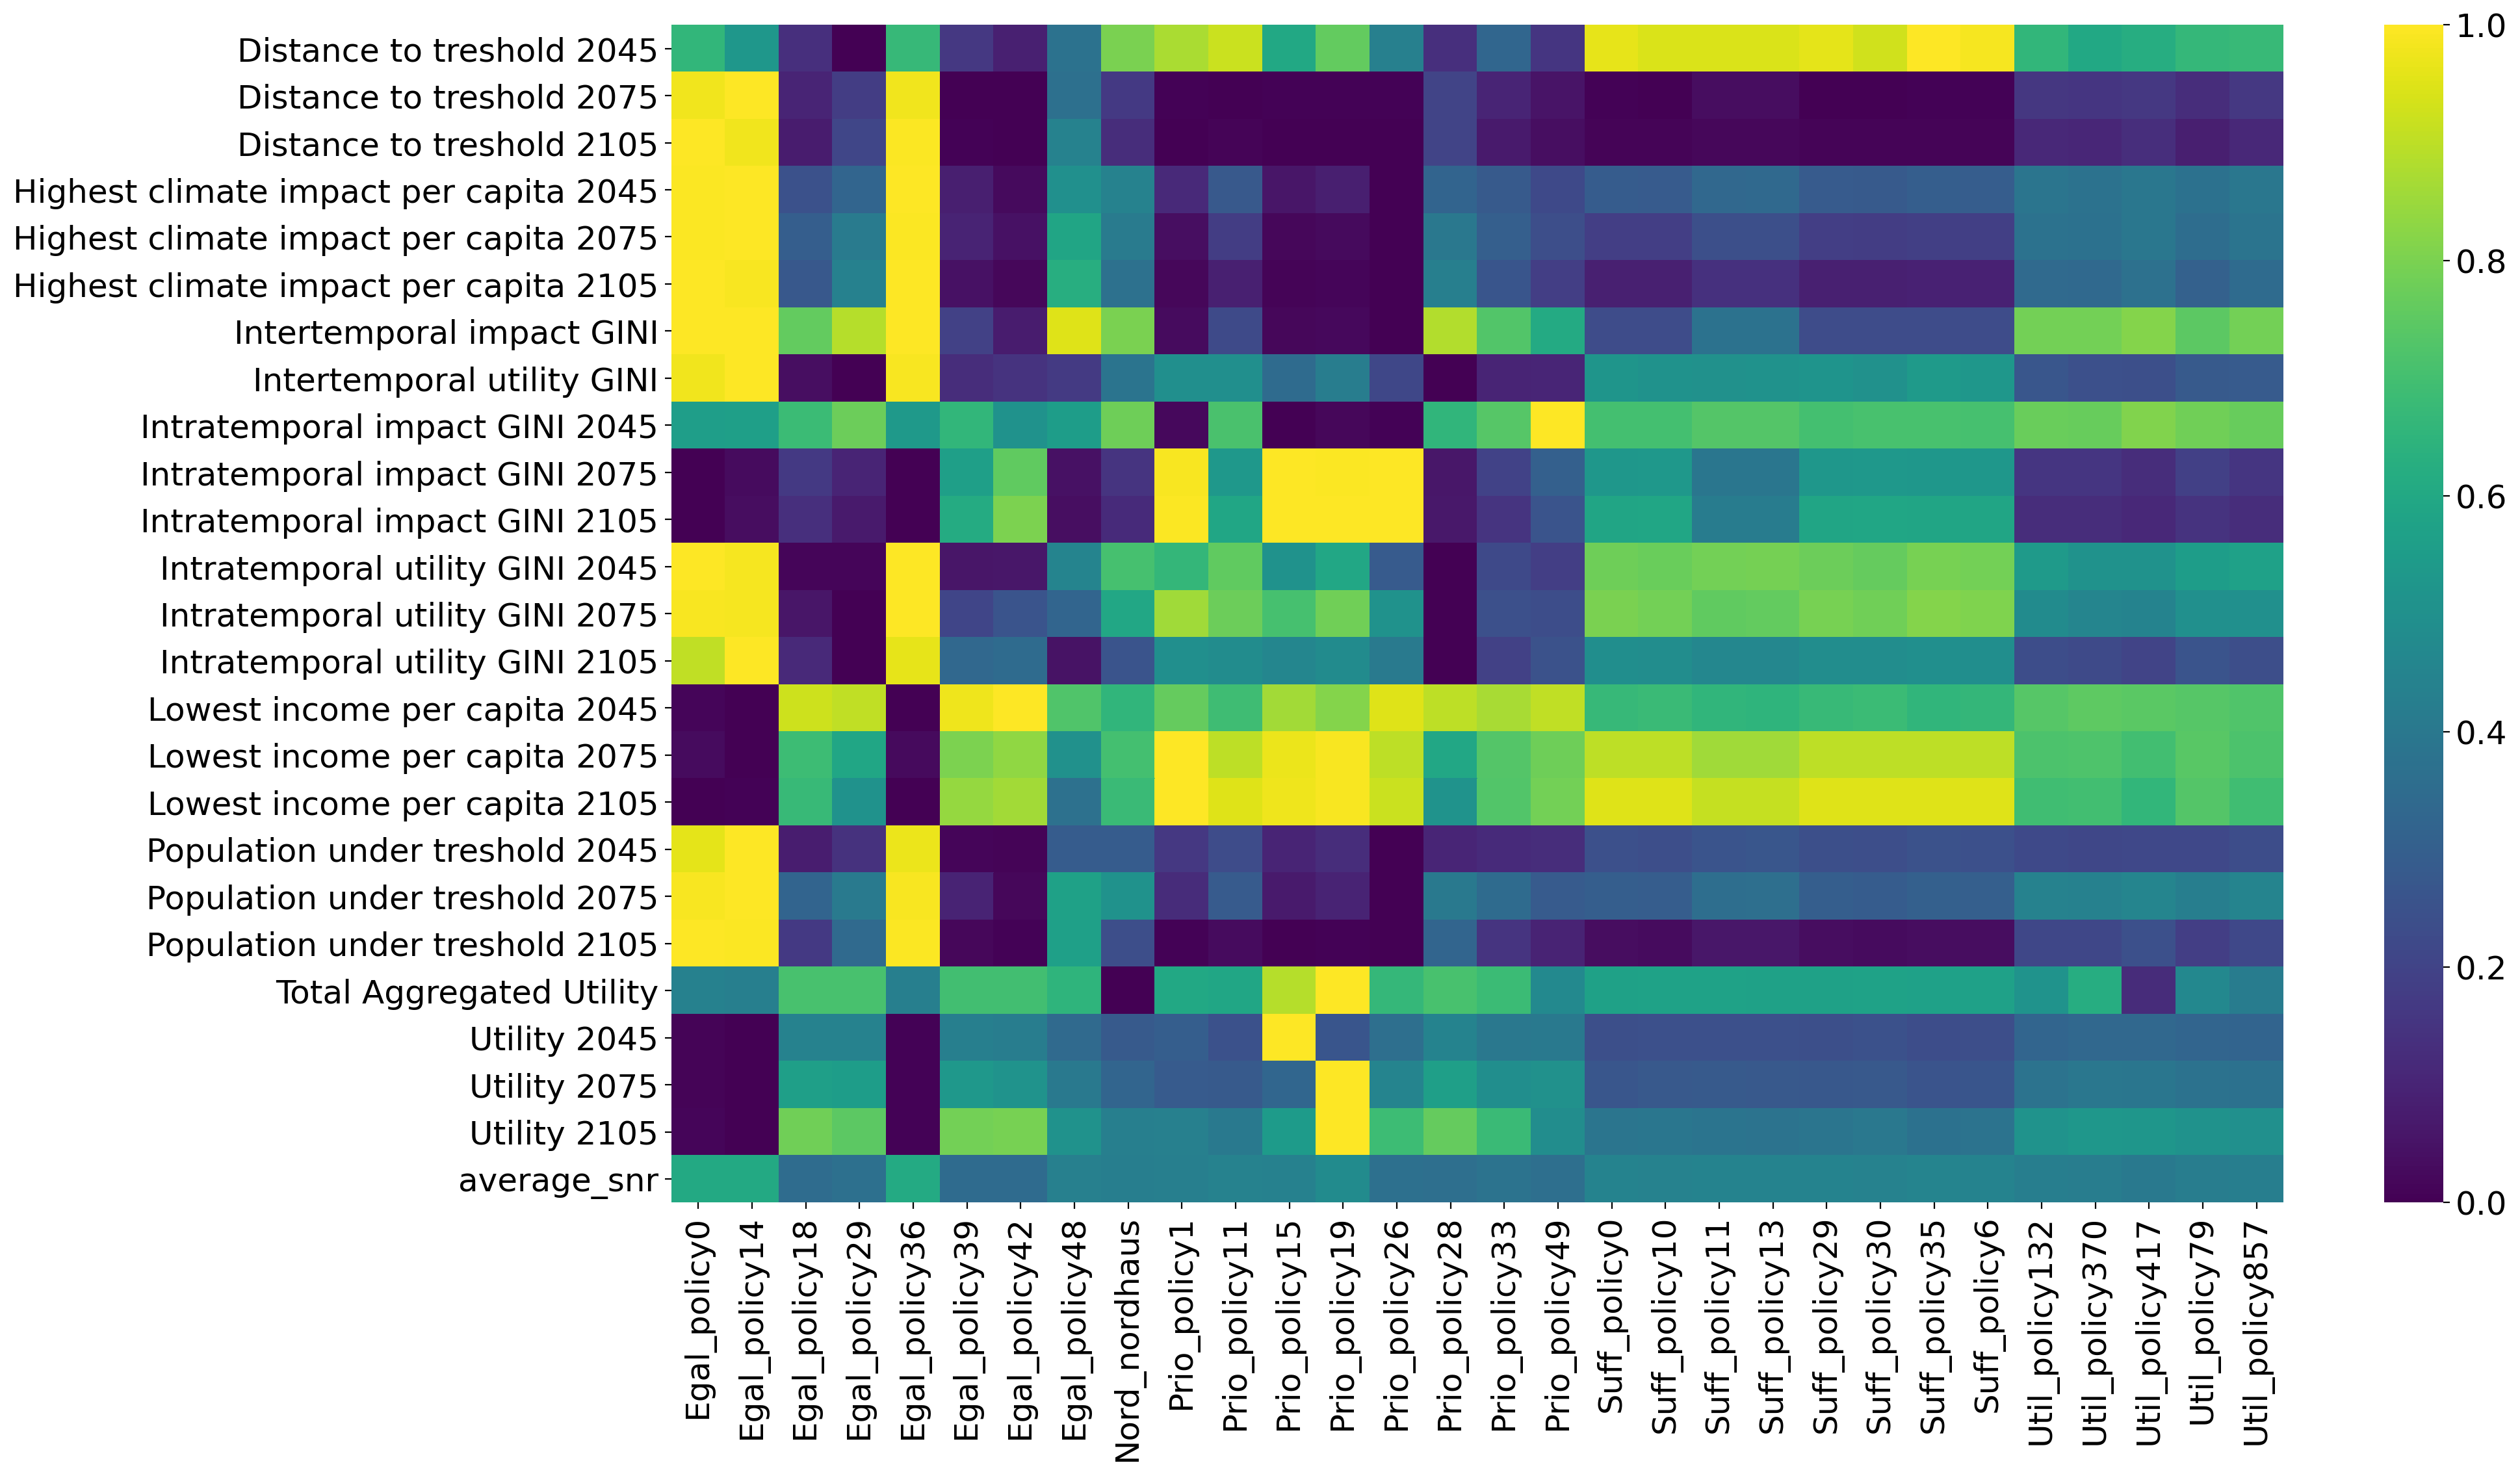 Distance to treshold 2045
Distance to treshold 2075
Distance to treshold 2105
Highest climate impact per capita 2045
Highest climate impact per capita 2075
Highest climate impact per capita 2105
Intertemporal impact GINI
Intertemporal utility GINI
Intratemporal impact GINI 2045
Intratemporal impact GINI 2075
Intratemporal impact GINI 2105
Intratemporal utility GINI 2045
Intratemporal utility GINI 2075
Intratemporal utility GINI 2105
Lowest income per capita 2045
Lowest income per capita 2075
Lowest income per capita 2105
Population under treshold 2045
Population under treshold 2075
Population under treshold 2105
Total Aggregated Utility
Utility 2045
Utility 2075
Utility 2105
average_snr
Egal_policy0
Egal_policy14
Egal_policy18
Egal_policy29
Egal_policy36
Egal_policy39
Egal_policy42
Egal_policy48
Nord_nordhaus
Prio_policy1
Prio_policy11
Prio_policy15
Prio_policy19
Prio_policy26
Prio_policy28
Prio_policy33
Prio_policy49
Suff_policy0
Suff_policy10
Suff_policy11
Suff_policy13
Suff_policy29
Suff_policy30
Suff_policy35
Suff_policy6
Util_policy132
Util_policy370
Util_policy417
Util_policy79
Util_policy857
1.0
0.8
0.6
0.4
0.2
0.0